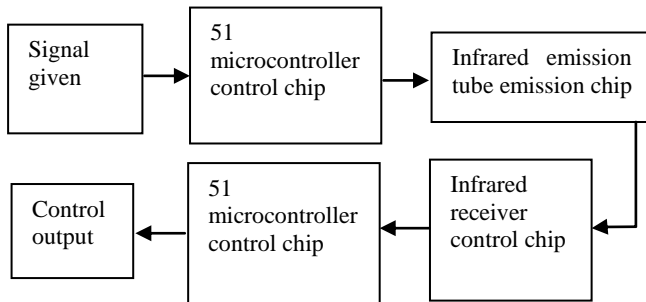 Signal
given
51
microcontroller
control chip
Infrared emission
tube emission chip
Infrared
receiver
control chip
51
microcontroller
control chip
Control
output